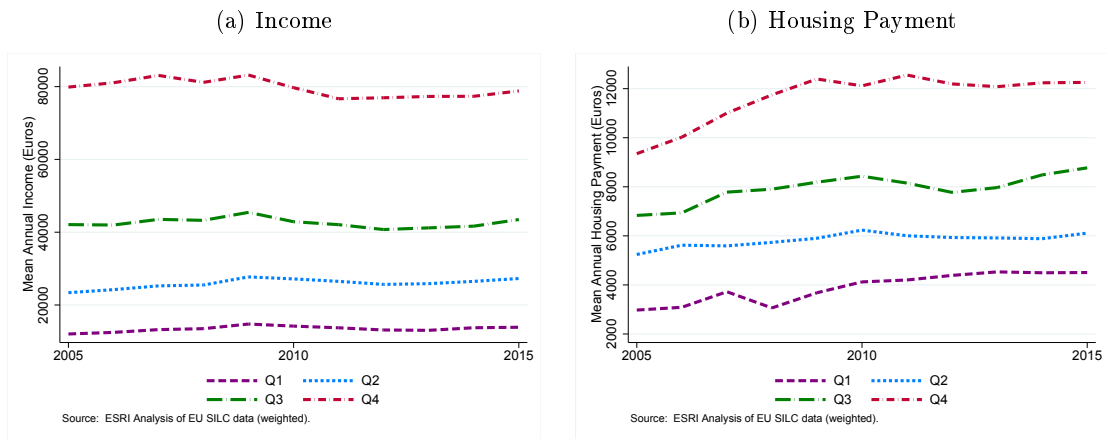 (a) Income
Mean Annual Income (Euros)
80000
60000
40000
20000
2005 2010 2015
Q1 Q2
Q3 Q4
Source: ESRI Analysis of EU SILC data (weighted).
(b) Housing Payment
Mean Annual Housing Payment (Euros)
12000
10000
8000
6000
4000
2000
2005 2010 2015
Q1 Q2
Q3 Q4
Source: ESRI Analysis of EU SILC data (weighted).